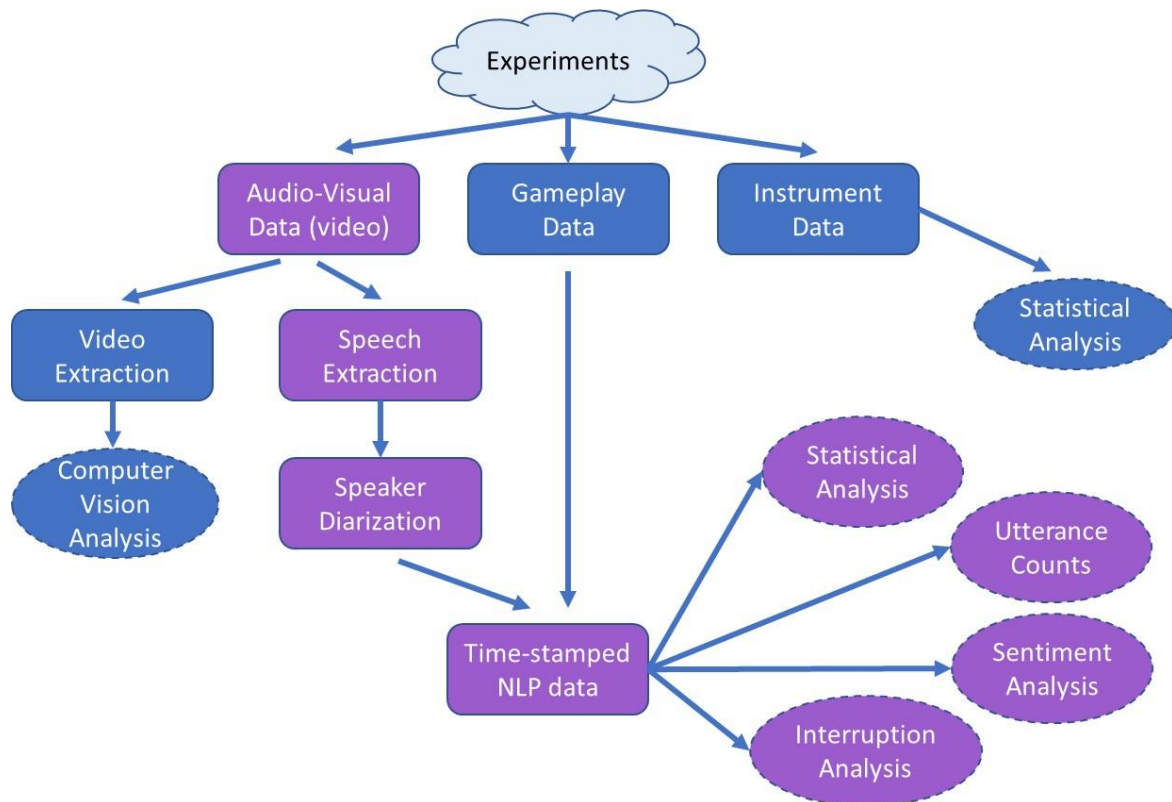 Experiments
Audio-Visual
Data (video)
Gameplay
Data
Instrument
Data
Video
Extraction
Speech
Extraction
Statistical
Analysis
Computer
Vision
Analysis
Speaker
Diarization
Statistical
Analysis
Utterance
Counts
Time-stamped
NLP data
Sentiment
Analysis
Interruption
Analysis